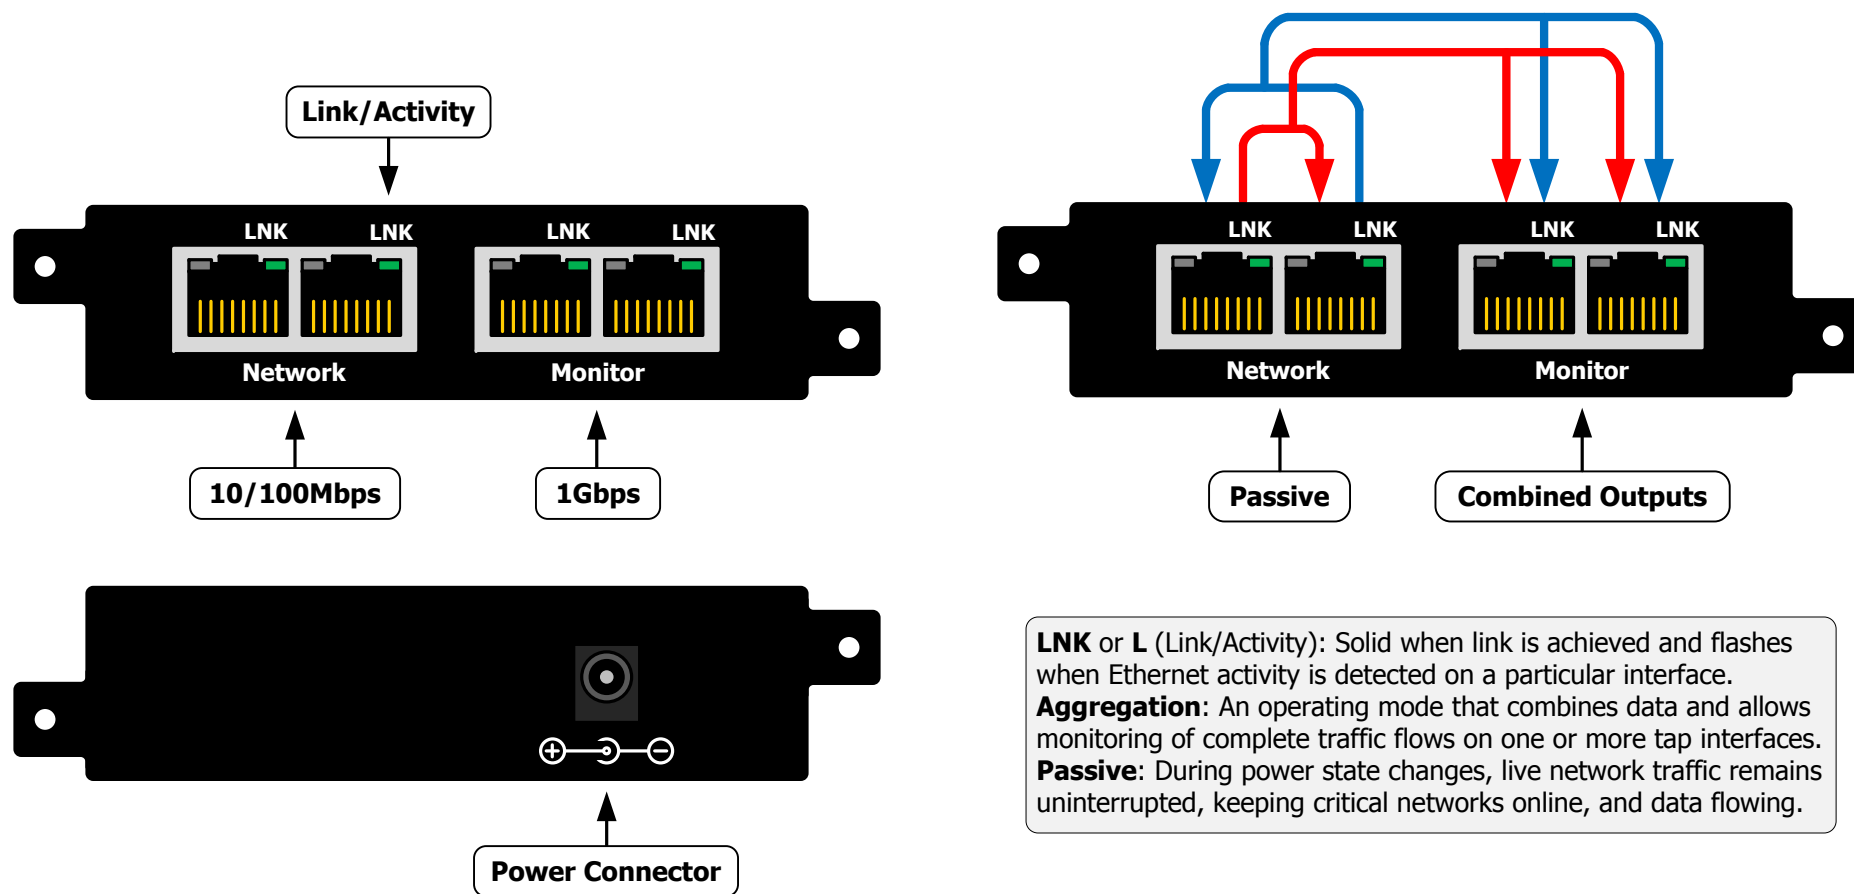 Link/Activity
LNK LNK LNK LNK
Network Monitor
10/100Mbps 1Gbps
LNK LNK LNK LNK
Network Monitor
Passive Combined Outputs
Power Connector
LNK or L (Link/Activity): Solid when link is achieved and flashes
when Ethernet activity is detected on a particular interface.
Aggregation: An operating mode that combines data and allows
monitoring of complete traffic flows on one or more tap interfaces.
Passive: During power state changes, live network traffic remains
uninterrupted, keeping critical networks online, and data flowing.